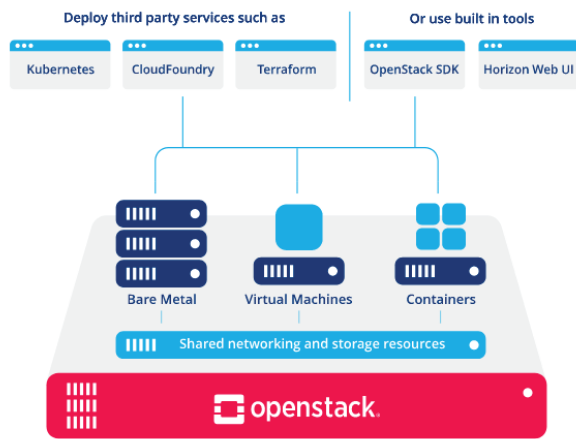 Deploy third party services such as
Or use built in tools
Kubernetes
CloudFoundry
Terraform
OpenStack SDK
Horizon Web UI
Bare Metal
Virtual Machines
Containers
Shared networking and storage resources
openstack.